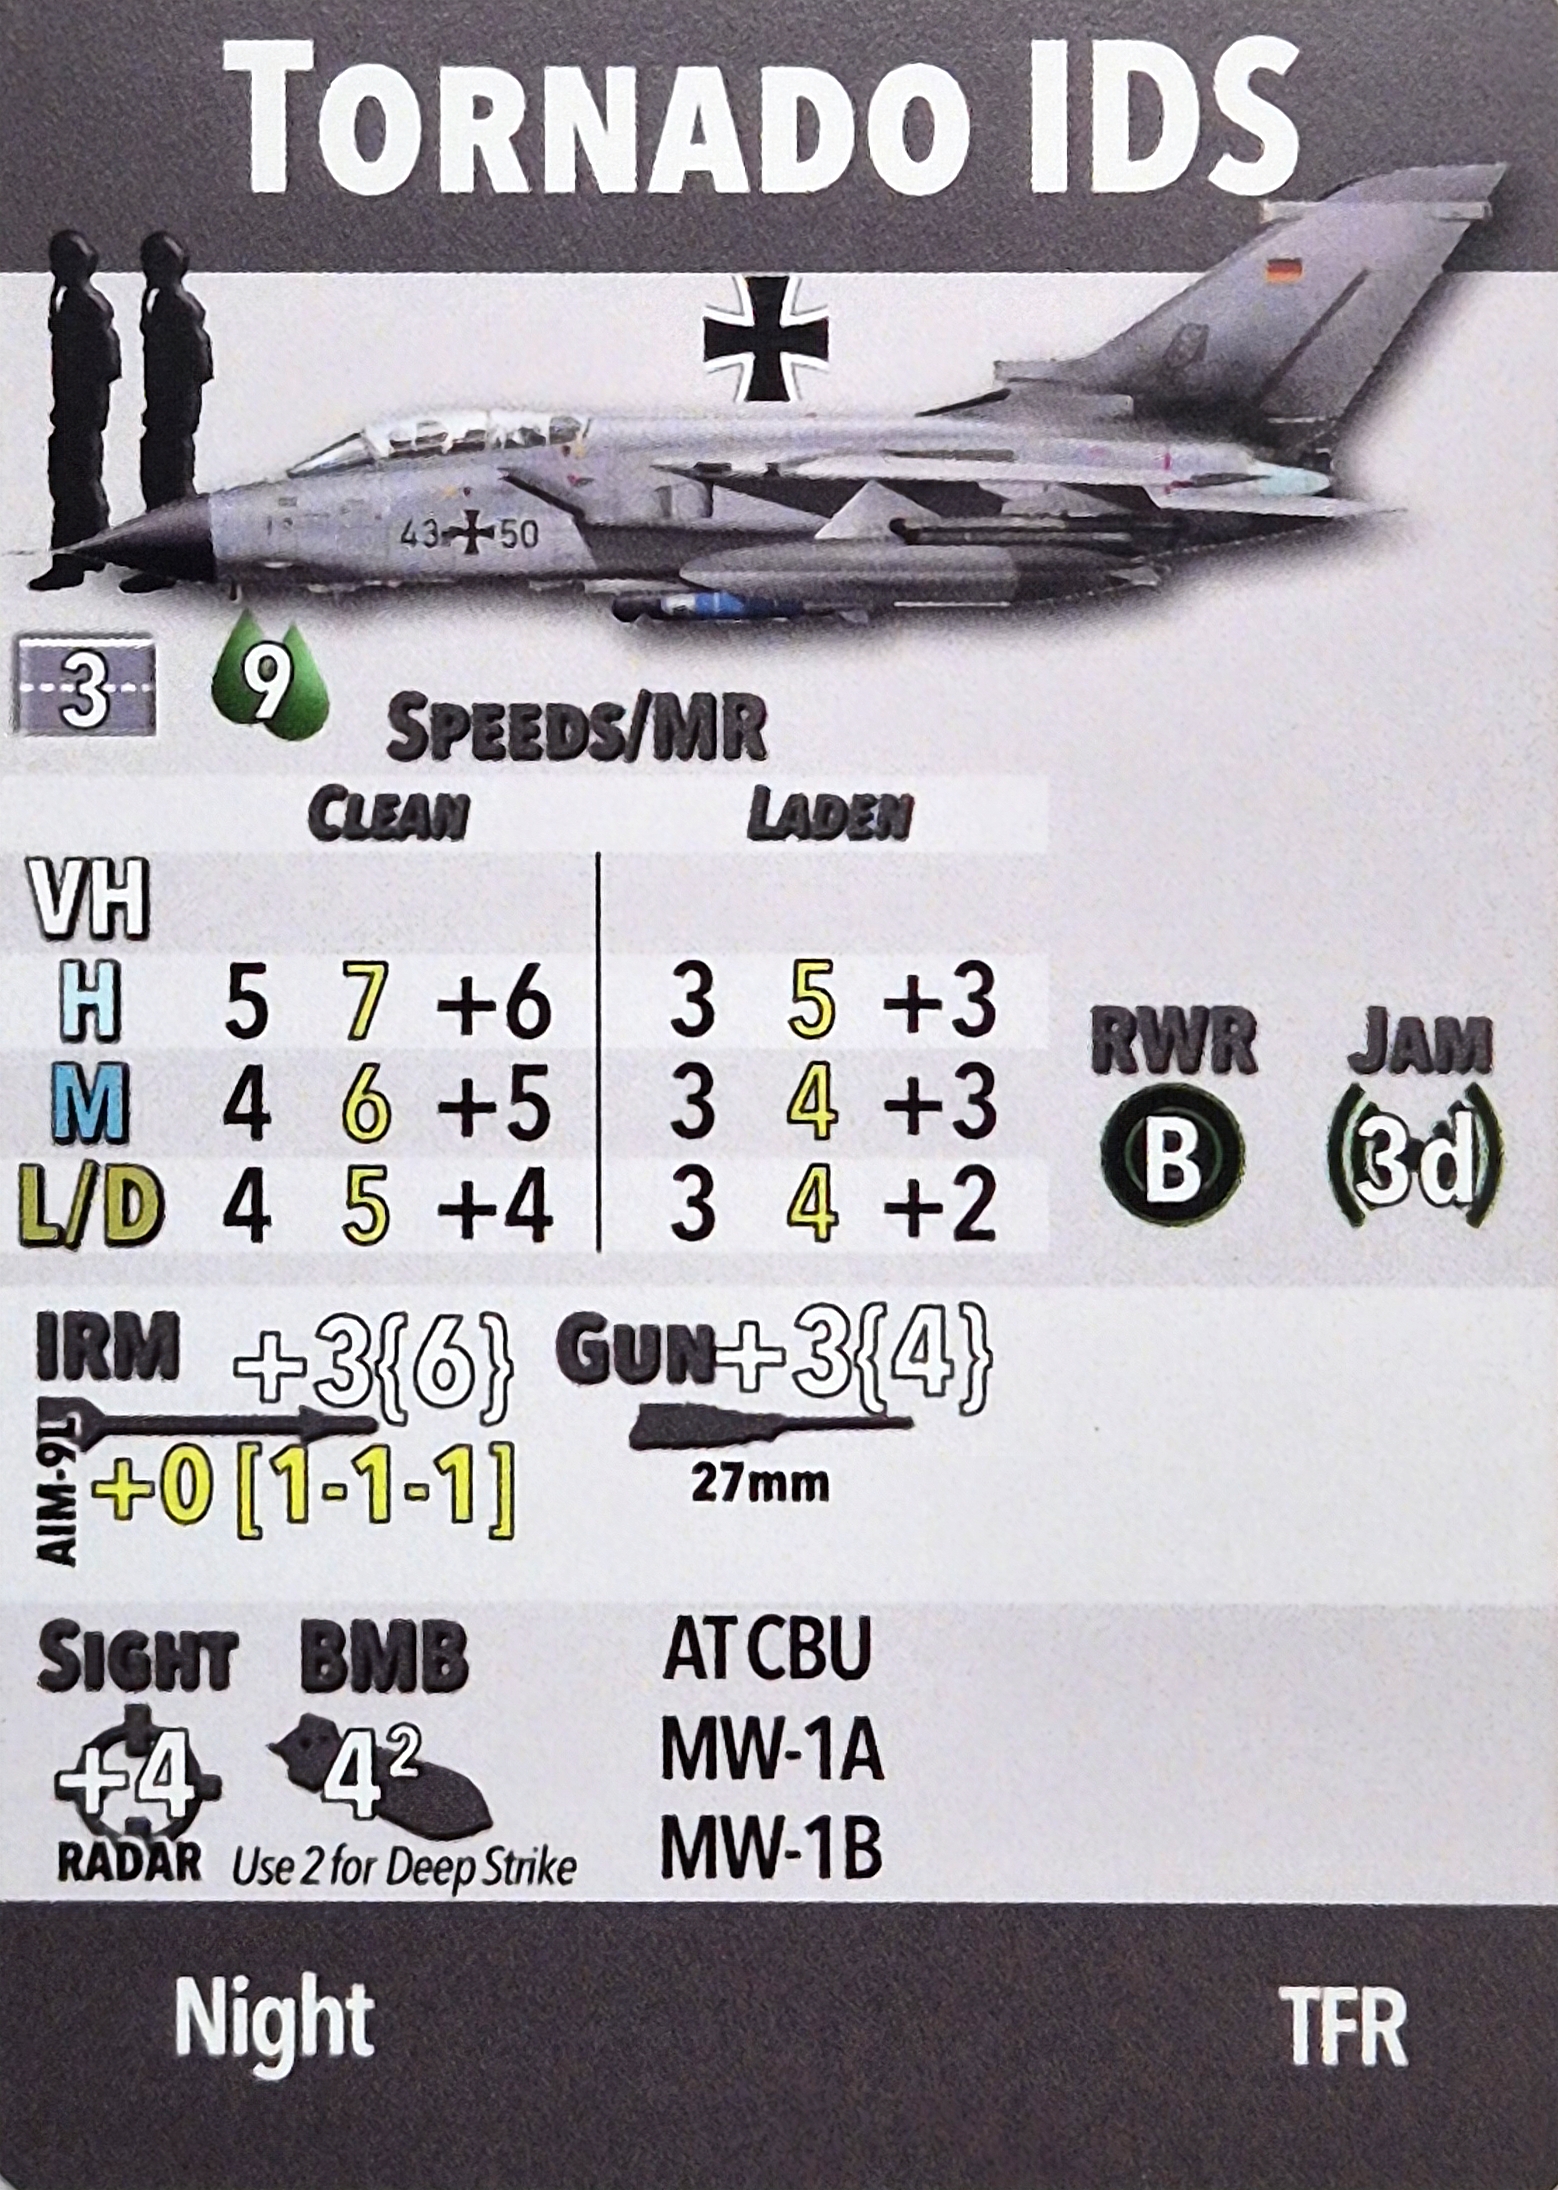 TORNADO IDS
43 50
3 9
SPEEDS/MR
CLEAN LADEN
VH
H 5 7 +6 3 5 +3
M 4 6 +5 3 4 +3
L/D 4 5 +4 3 4 +2
RWR JAM
B (3d)
IRM +3{6} GUN +3{4}
AIM-9L +0 [1-1-1] 27mm
SIGHT BMB
+4 4²
RADAR Use 2 for Deep Strike
AT CBU
MW-1A
MW-1B
Night TFR